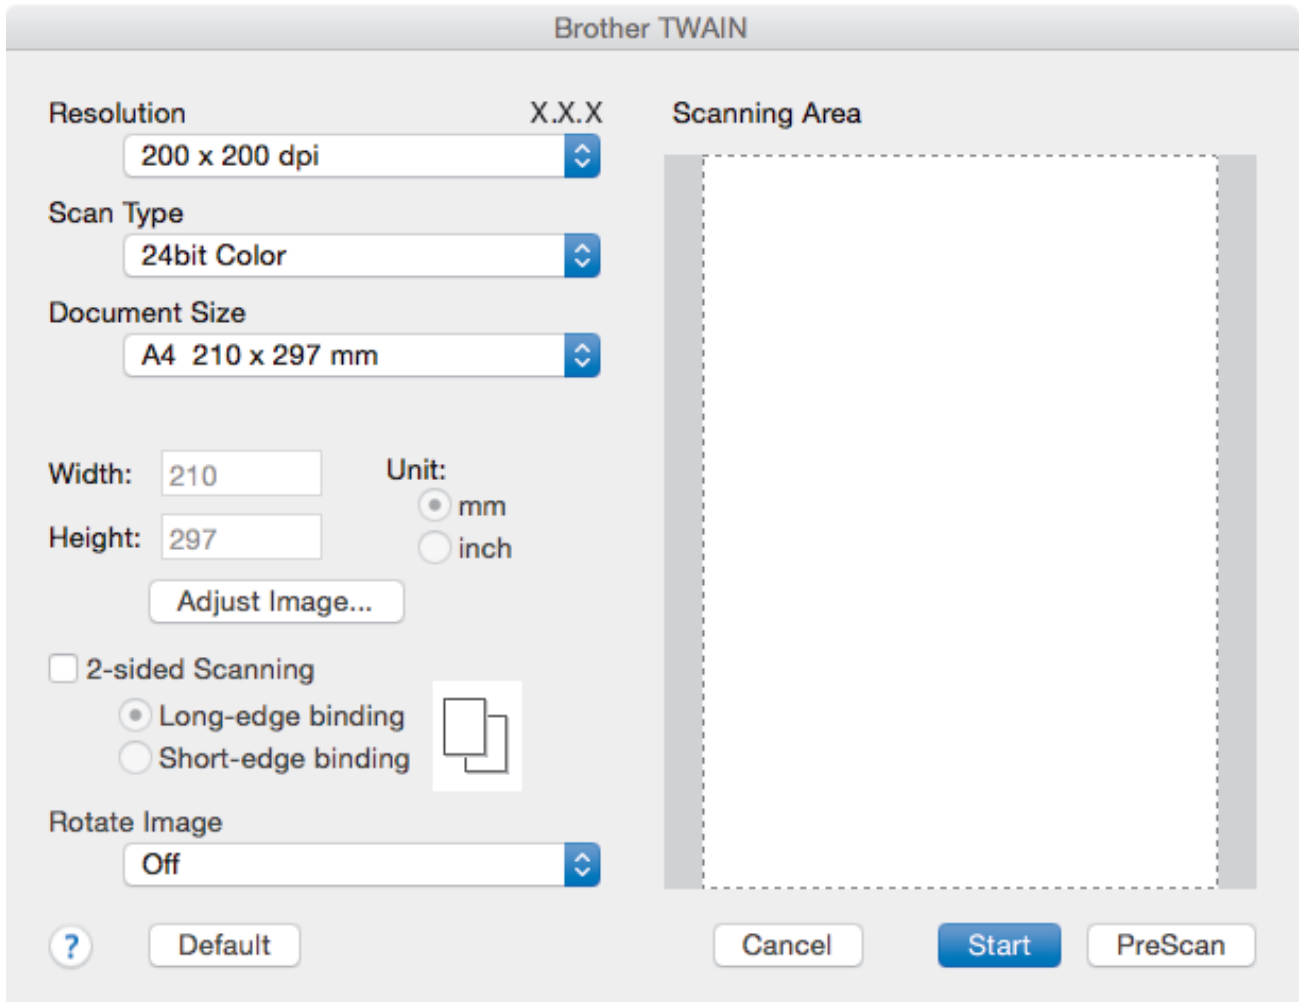 Brother TWAIN
Resolution X.X.X
200 x 200 dpi
Scan Type
24bit Color
Document Size
A4 210 x 297 mm
Width: 210
Height: 297
Unit:
mm
inch
Adjust Image...
2-sided Scanning
Long-edge binding
Short-edge binding
Rotate Image
Off
? Default
Scanning Area
Cancel Start PreScan